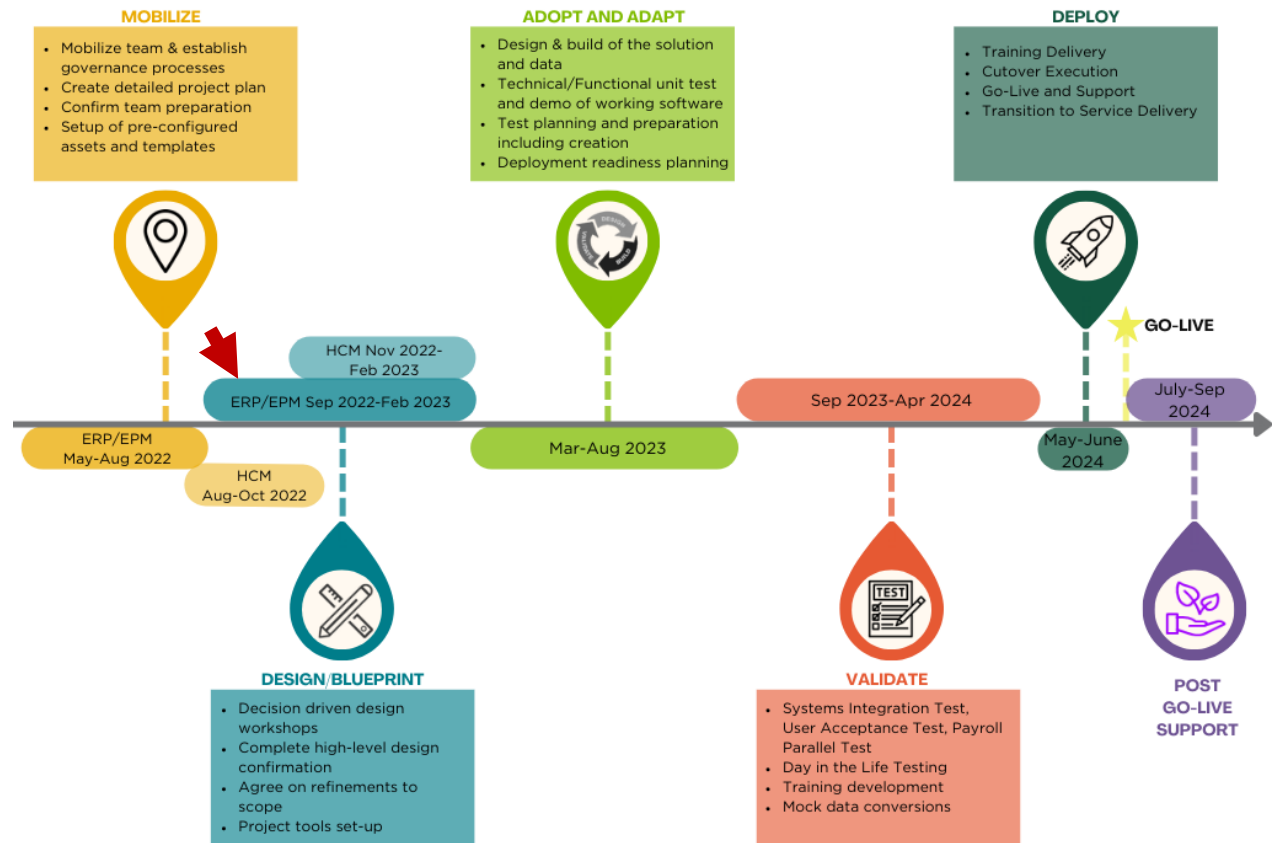 MOBILIZE
• Mobilize team & establish
governance processes
• Create detailed project plan
• Confirm team preparation
• Setup of pre-configured
assets and templates
ADOPT AND ADAPT
• Design & build of the solution
and data
• Technical/Functional unit test
and demo of working software
• Test planning and preparation
including creation
• Deployment readiness planning
DEPLOY
• Training Delivery
• Cutover Execution
• Go-Live and Support
• Transition to Service Delivery
DESIGN
BUILD
VALIDATE
GO-LIVE
HCM Nov 2022-
Feb 2023
ERP/EPM Sep 2022-Feb 2023
Sep 2023-Apr 2024
July-Sep
2024
ERP/EPM
May-Aug 2022
HCM
Aug-Oct 2022
Mar-Aug 2023
May-June
2024
TEST
DESIGN/BLUEPRINT
• Decision driven design
workshops
• Complete high-level design
confirmation
• Agree on refinements to
scope
• Project tools set-up
VALIDATE
• Systems Integration Test,
User Acceptance Test, Payroll
Parallel Test
• Day in the Life Testing
• Training development
• Mock data conversions
POST
GO-LIVE
SUPPORT